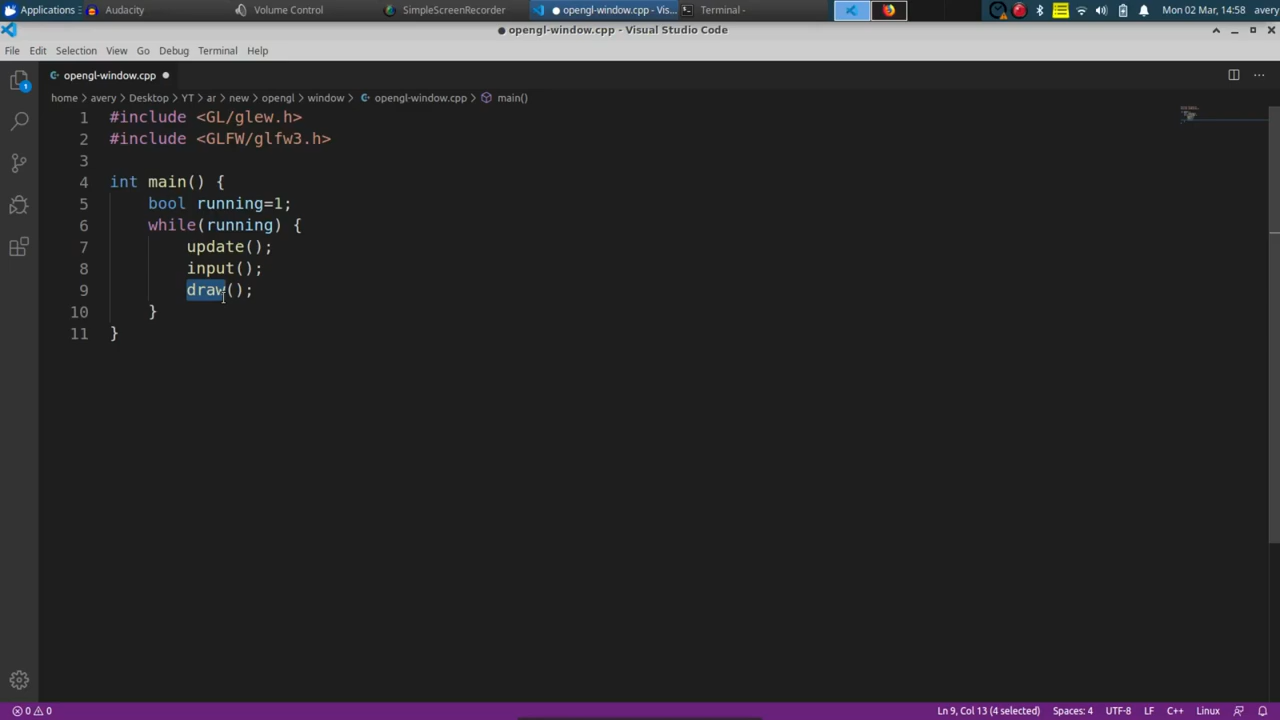 Applications Audacity Volume Control SimpleScreenRecorder ● opengl-window.cpp - Vis... Terminal - Mon 02 Mar, 14:58 avery
● opengl-window.cpp - Visual Studio Code
File Edit Selection View Go Debug Terminal Help
opengl-window.cpp ●
home > avery > Desktop > YT > ar > new > opengl > window > opengl-window.cpp > main()
1 #include <GL/glew.h>
2 #include <GLFW/glfw3.h>
3
4 int main() {
5 bool running=1;
6 while(running) {
7 update();
8 input();
9 draw();
10 }
11 }
1
0 0 Ln 9, Col 13 (4 selected) Spaces: 4 UTF-8 LF C++ Linux